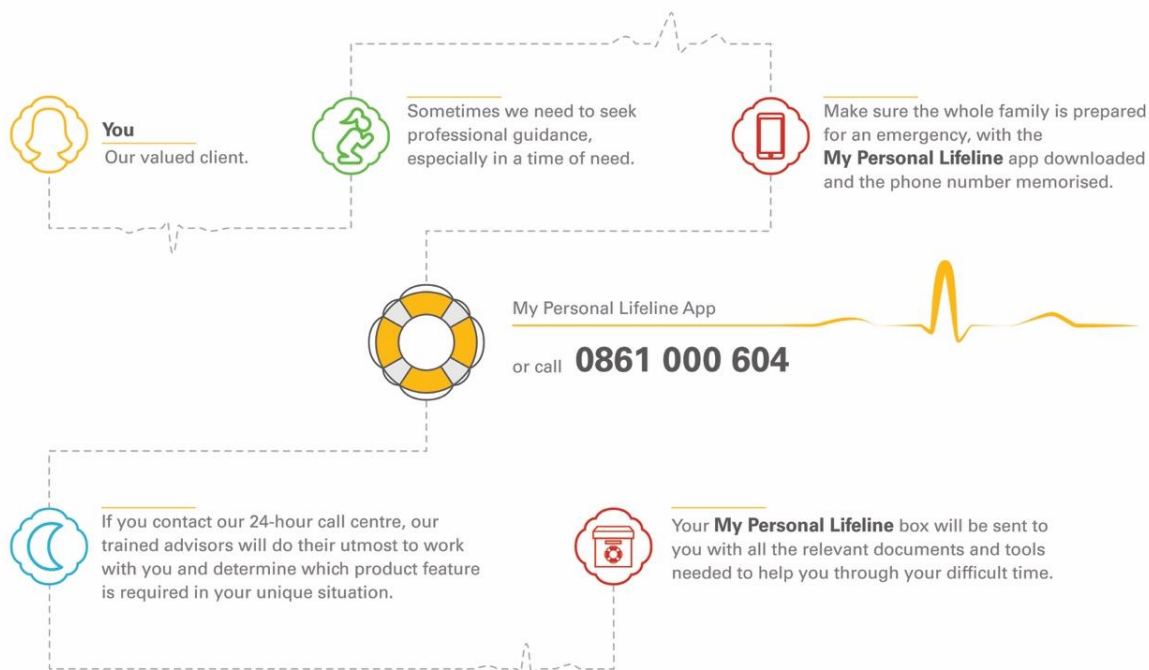 You
Our valued client.
Sometimes we need to seek
professional guidance,
especially in a time of need.
Make sure the whole family is prepared
for an emergency, with the
My Personal Lifeline app downloaded
and the phone number memorised.
My Personal Lifeline App
or call 0861 000 604
If you contact our 24-hour call centre, our
trained advisors will do their utmost to work
with you and determine which product feature
is required in your unique situation.
Your My Personal Lifeline box will be sent to
you with all the relevant documents and tools
needed to help you through your difficult time.